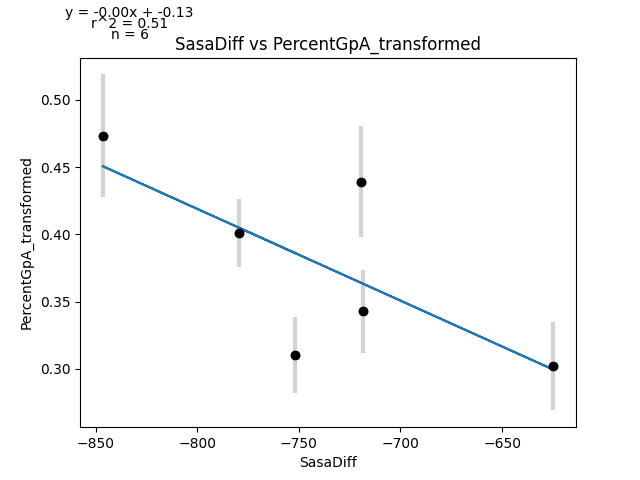 y = -0.00x + -0.13
r^2 = 0.51
n = 6
SasaDiff vs PercentGpA_transformed
PercentGpA_transformed
0.50
0.45
0.40
0.35
0.30
−850
−800
−750
−700
−650
SasaDiff